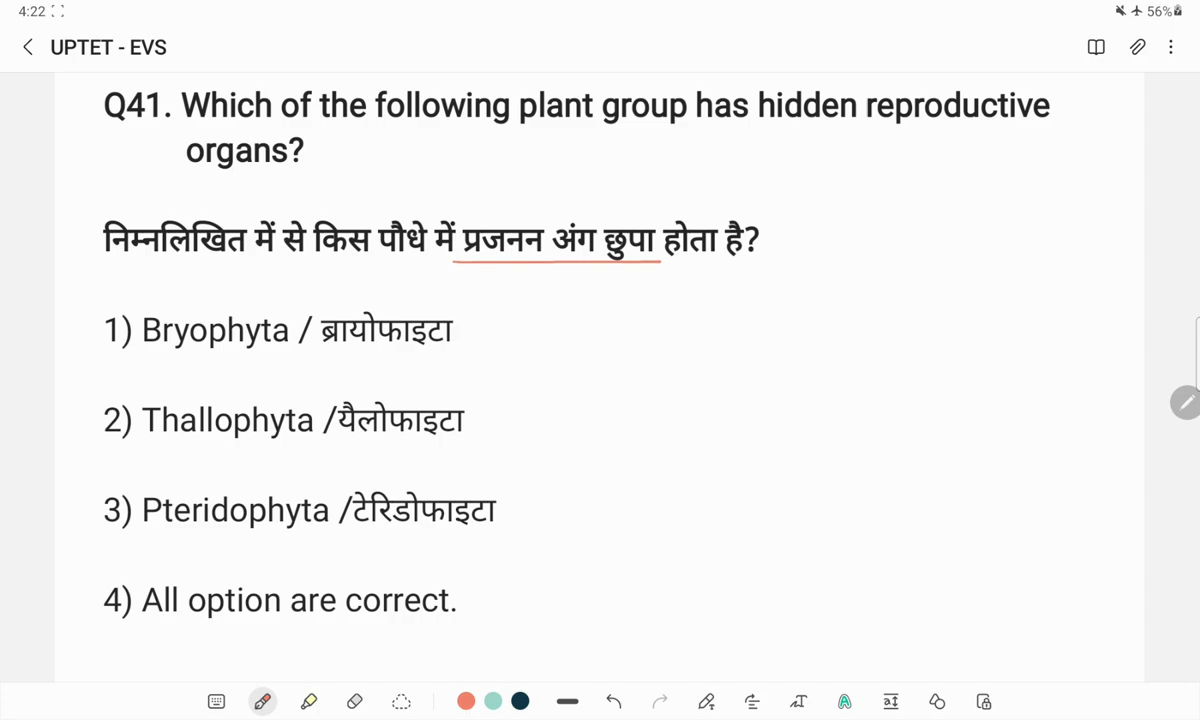 4:22
56%
UPTET - EVS
Q41. Which of the following plant group has hidden reproductive
organs?
निम्नलिखित में से किस पौधे में प्रजनन अंग छुपा होता है?
1) Bryophyta / ब्रायोफाइटा
2) Thallophyta /यैलोफाइटा
3) Pteridophyta /टेरिडोफाइटा
4) All option are correct.